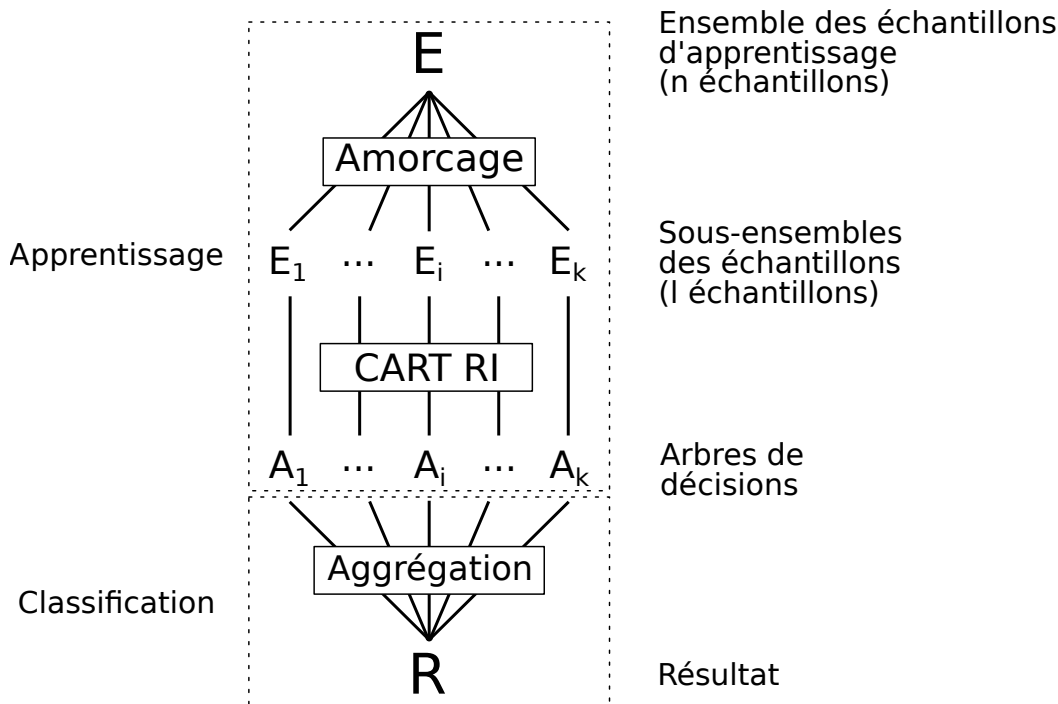 E
Ensemble des échantillons
d'apprentissage
(n échantillons)
Amorcage
Apprentissage
E1 ... Ei ... Ek
Sous-ensembles
des échantillons
(l échantillons)
CART RI
A1 ... Ai ... Ak
Arbres de
décisions
Aggrégation
Classification
R
Résultat